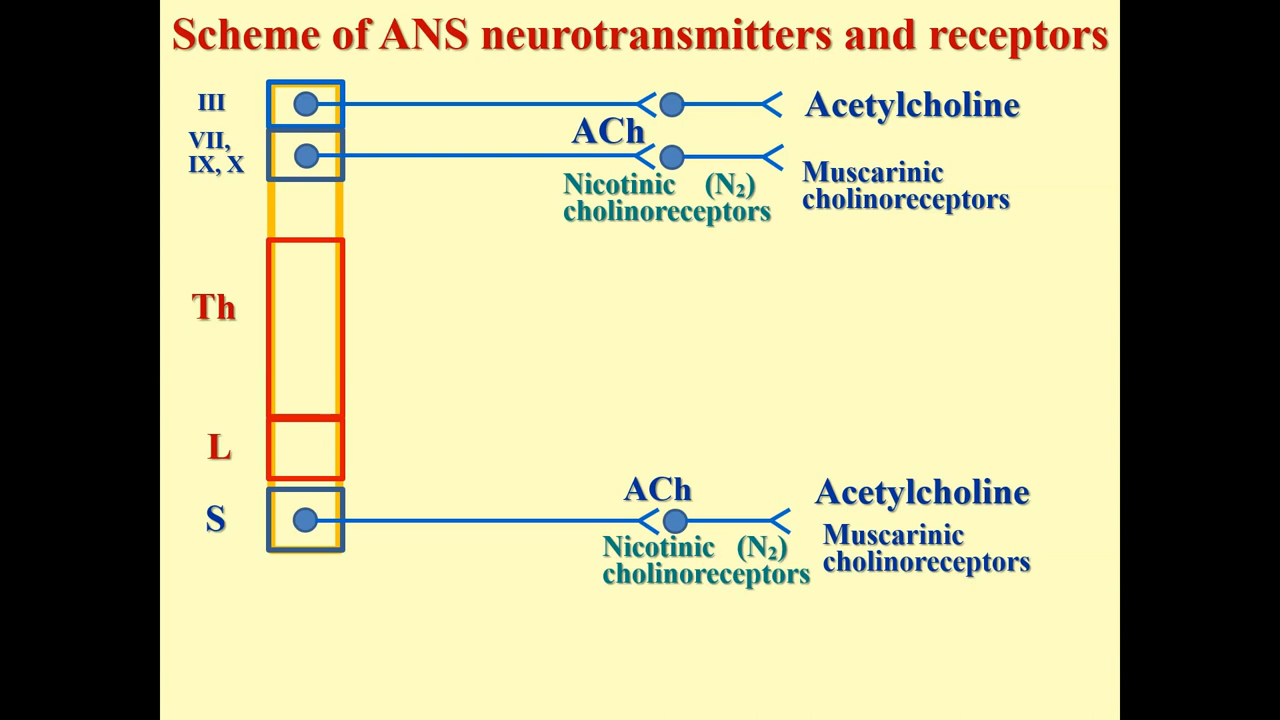 Scheme of ANS neurotransmitters and receptors
III
Acetylcholine
ACh
VII,
IX, X
Nicotinic (N₂)
cholinoreceptors
Muscarinic
cholinoreceptors
Th
L
S
ACh
Acetylcholine
Nicotinic (N₂)
cholinoreceptors
Muscarinic
cholinoreceptors